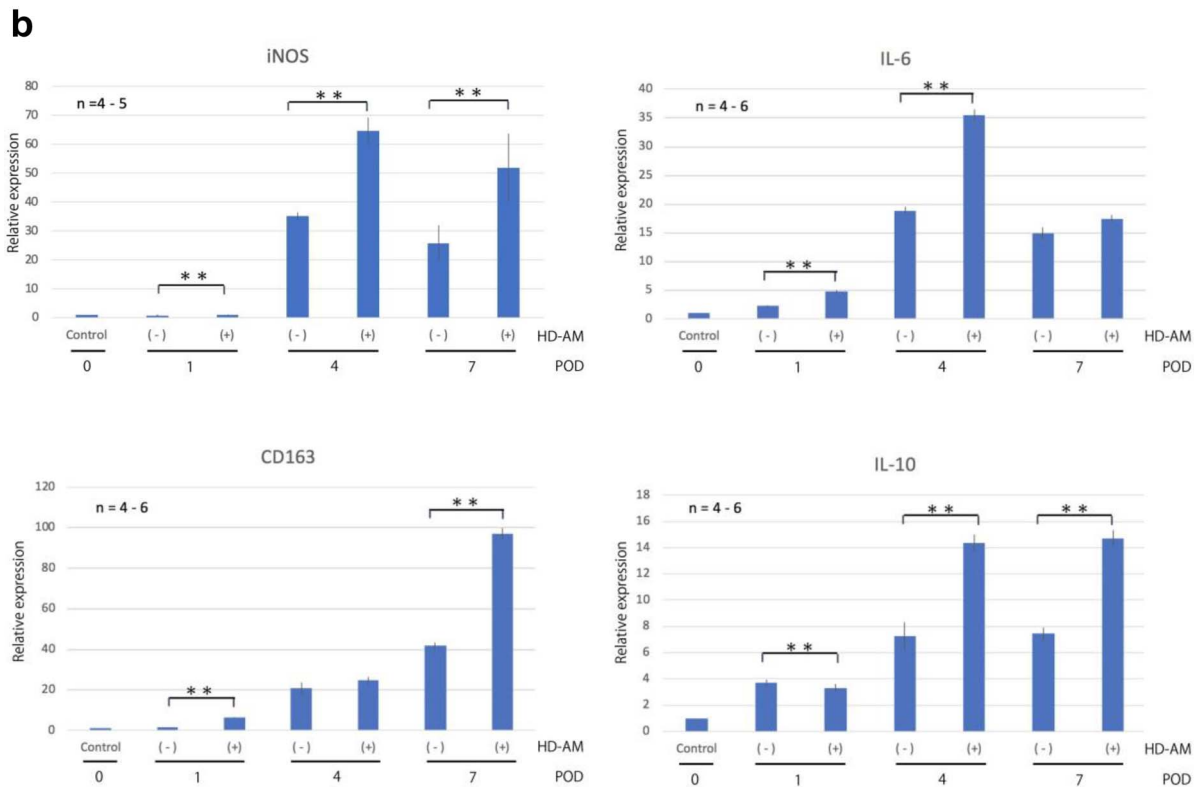 b
iNOS
Relative expression
80
70
60
50
40
30
20
10
0
n =4 - 5
* *
* *
* *
Control ( - ) (+) ( - ) (+) ( - ) (+) HD-AM
0 1 4 7 POD
IL-6
Relative expression
40
35
30
25
20
15
10
5
0
n = 4 - 6
* *
* *
Control ( - ) (+) ( - ) (+) ( - ) (+) HD-AM
0 1 4 7 POD
CD163
Relative expression
120
100
80
60
40
20
0
n = 4 - 6
* *
* *
Control ( - ) (+) ( - ) (+) ( - ) (+) HD-AM
0 1 4 7 POD
IL-10
Relative expression
18
16
14
12
10
8
6
4
2
0
n = 4 - 6
* *
* *
* *
Control ( - ) (+) ( - ) (+) ( - ) (+) HD-AM
0 1 4 7 POD